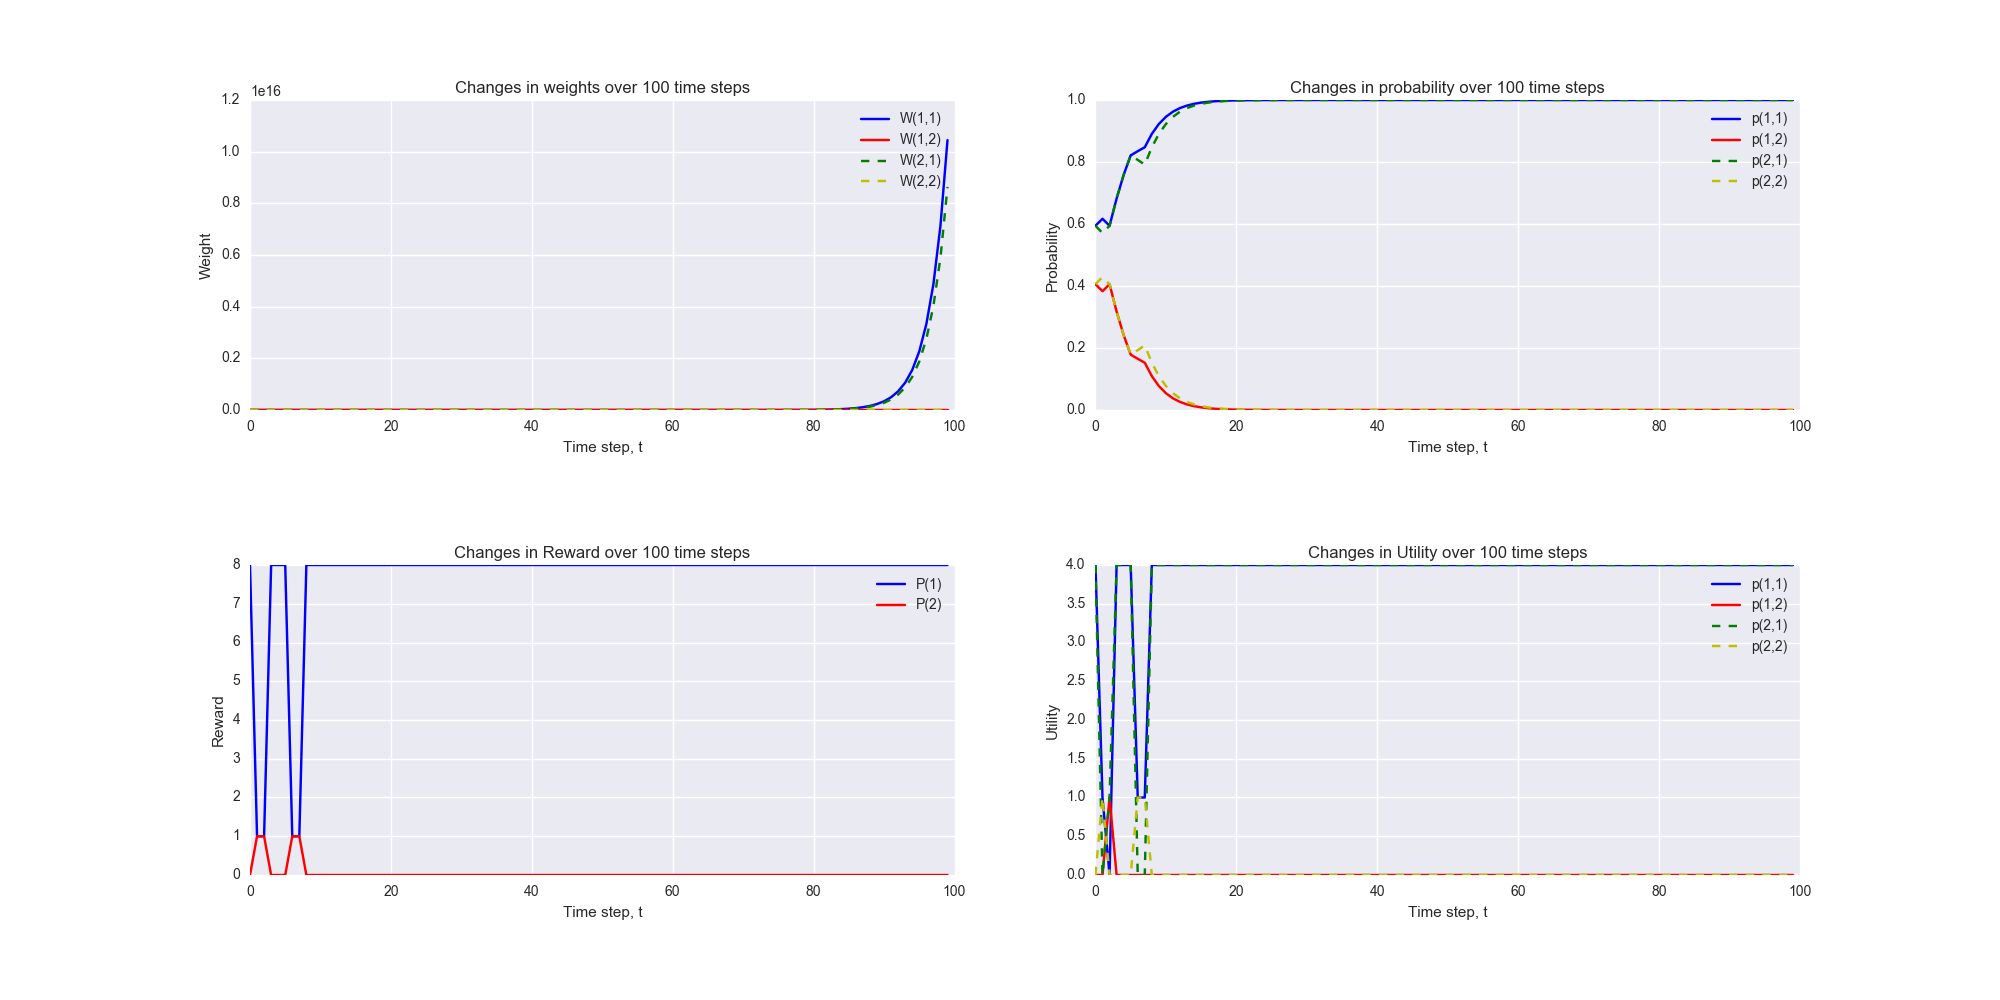 Changes in weights over 100 time steps
1e16
1.2
1.0
0.8
0.6
0.4
0.2
0.0
Weight
W(1,1)
W(1,2)
W(2,1)
W(2,2)
0 20 40 60 80 100
Time step, t
Changes in probability over 100 time steps
1.0
0.8
0.6
0.4
0.2
0.0
Probability
p(1,1)
p(1,2)
p(2,1)
p(2,2)
0 20 40 60 80 100
Time step, t
Changes in Reward over 100 time steps
8
7
6
5
4
3
2
1
0
Reward
P(1)
P(2)
0 20 40 60 80 100
Time step, t
Changes in Utility over 100 time steps
4.0
3.5
3.0
2.5
2.0
1.5
1.0
0.5
0.0
Utility
p(1,1)
p(1,2)
p(2,1)
p(2,2)
0 20 40 60 80 100
Time step, t